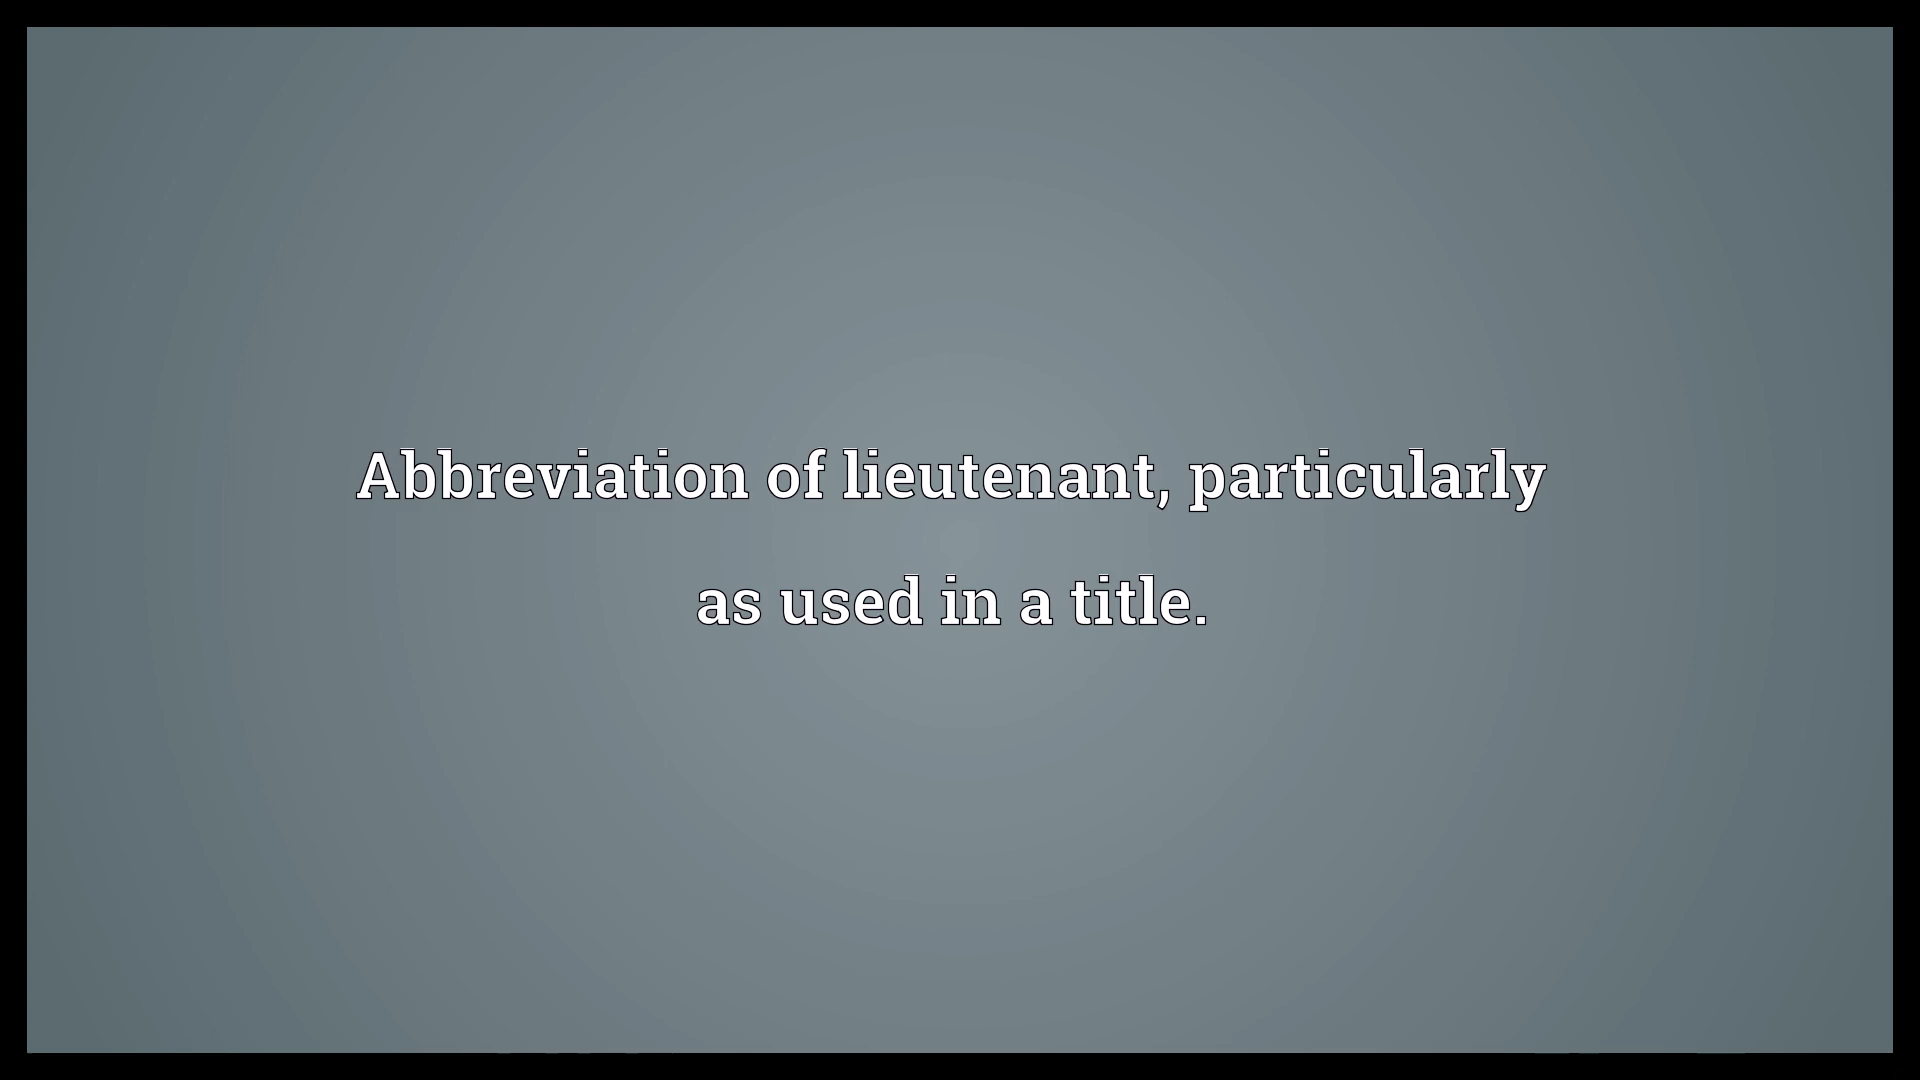 Abbreviation of lieutenant, particularly
as used in a title.